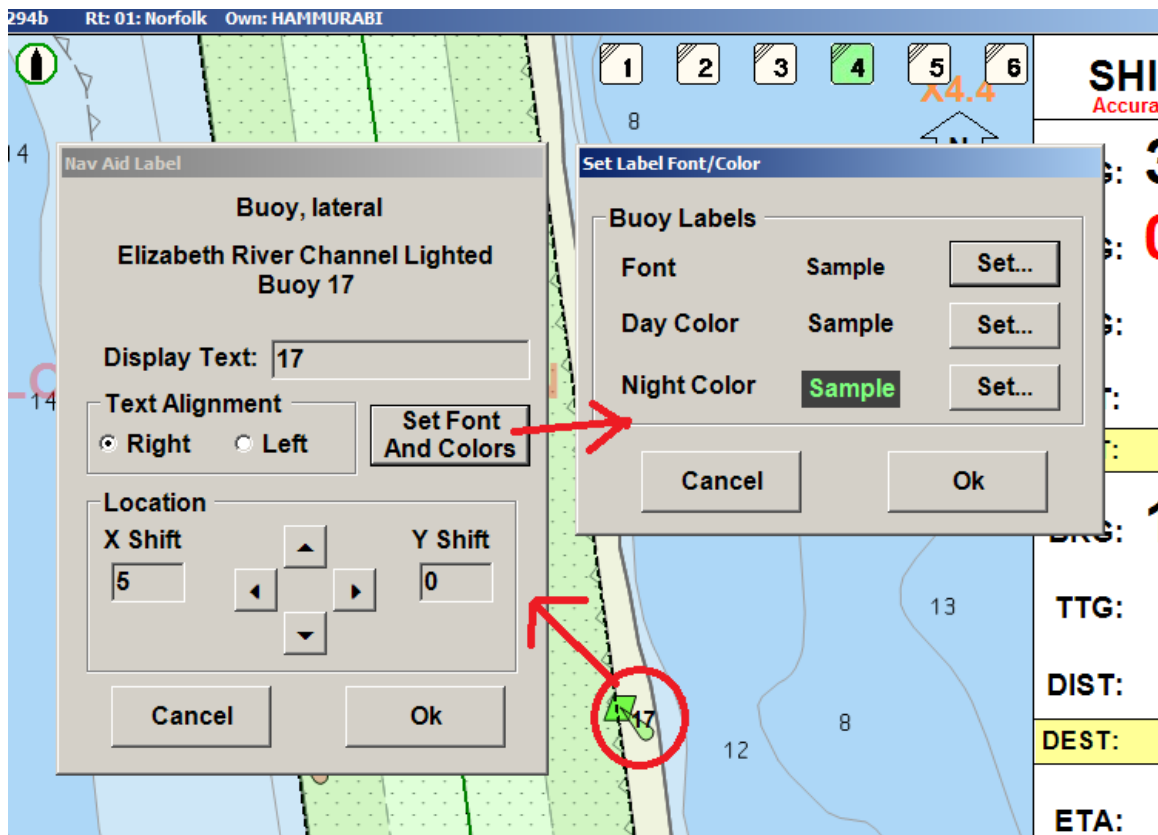 294b Rt: 01: Norfolk Own: HAMMURABI
1 2 3 4 5 6
SHI
X4.4
Accura
8
N
14
Nav Aid Label
Buoy, lateral
Elizabeth River Channel Lighted
Buoy 17
Display Text: 17
Text Alignment
Right Left
Set Font
And Colors
Location
X Shift Y Shift
5 0
Cancel Ok
Set Label Font/Color
Buoy Labels
Font Sample Set...
Day Color Sample Set...
Night Color Sample Set...
Cancel Ok
14
17
13
8
12
BRG:
TTG:
DIST:
DEST:
ETA: